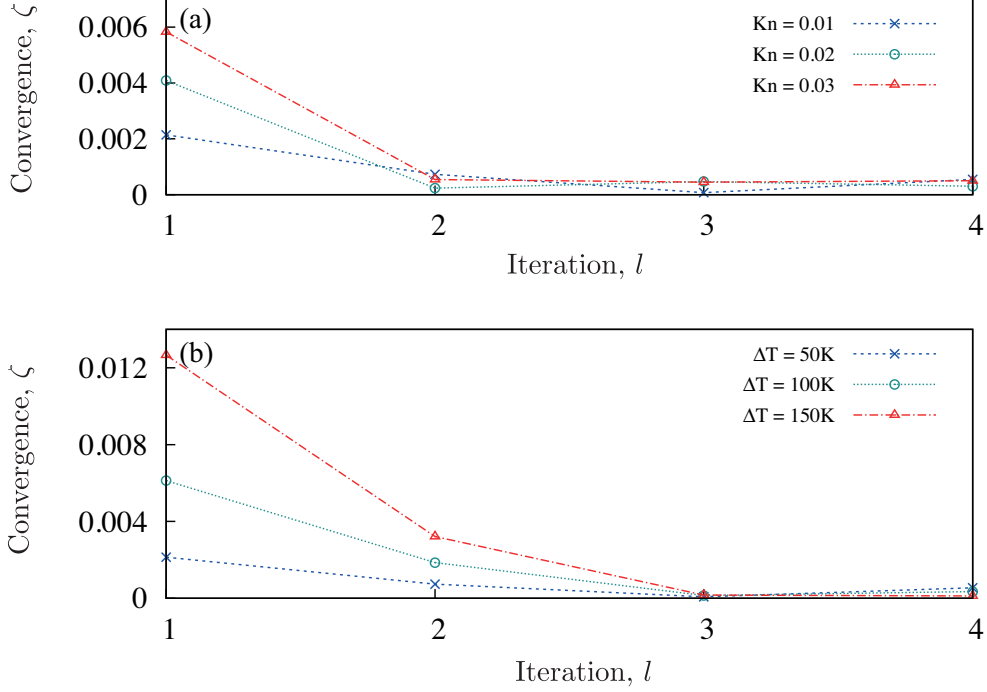 (a)
Convergence, ζ
0.006
0.004
0.002
0
Kn = 0.01
Kn = 0.02
Kn = 0.03
1 2 3 4
Iteration, l
(b)
Convergence, ζ
0.012
0.008
0.004
0
ΔT = 50K
ΔT = 100K
ΔT = 150K
1 2 3 4
Iteration, l